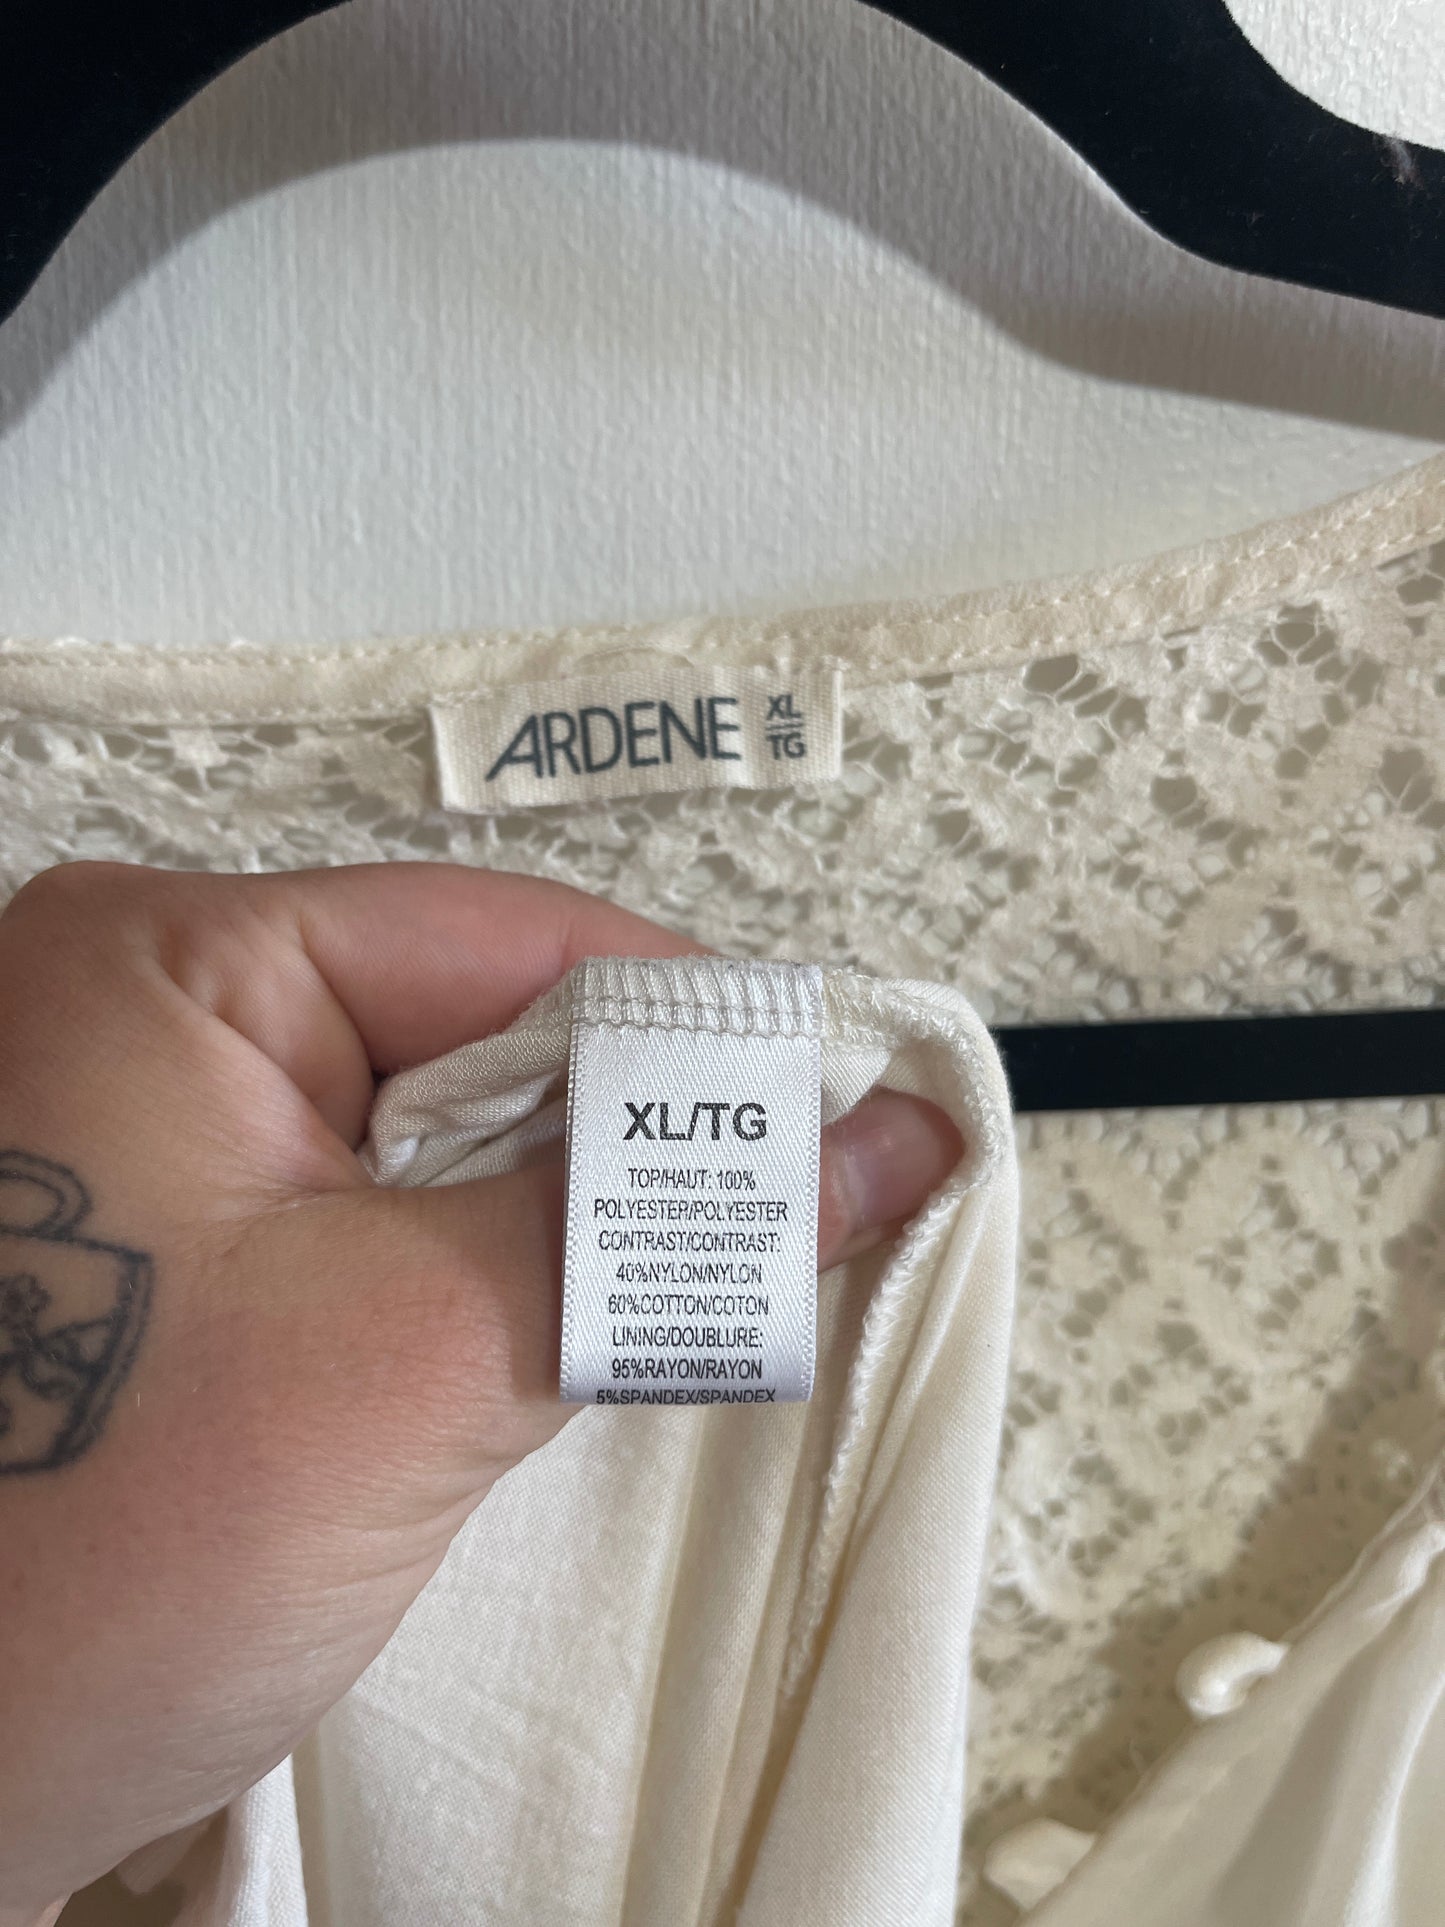 ARDENE XL
TG
XL/TG
TOP/HAUT: 100%
POLYESTER/POLYESTER
CONTRAST/CONTRAST:
40%NYLON/NYLON
60%COTTON/COTON
LINING/DOUBLURE:
95%RAYON/RAYON
5%SPANDEX/SPANDEX